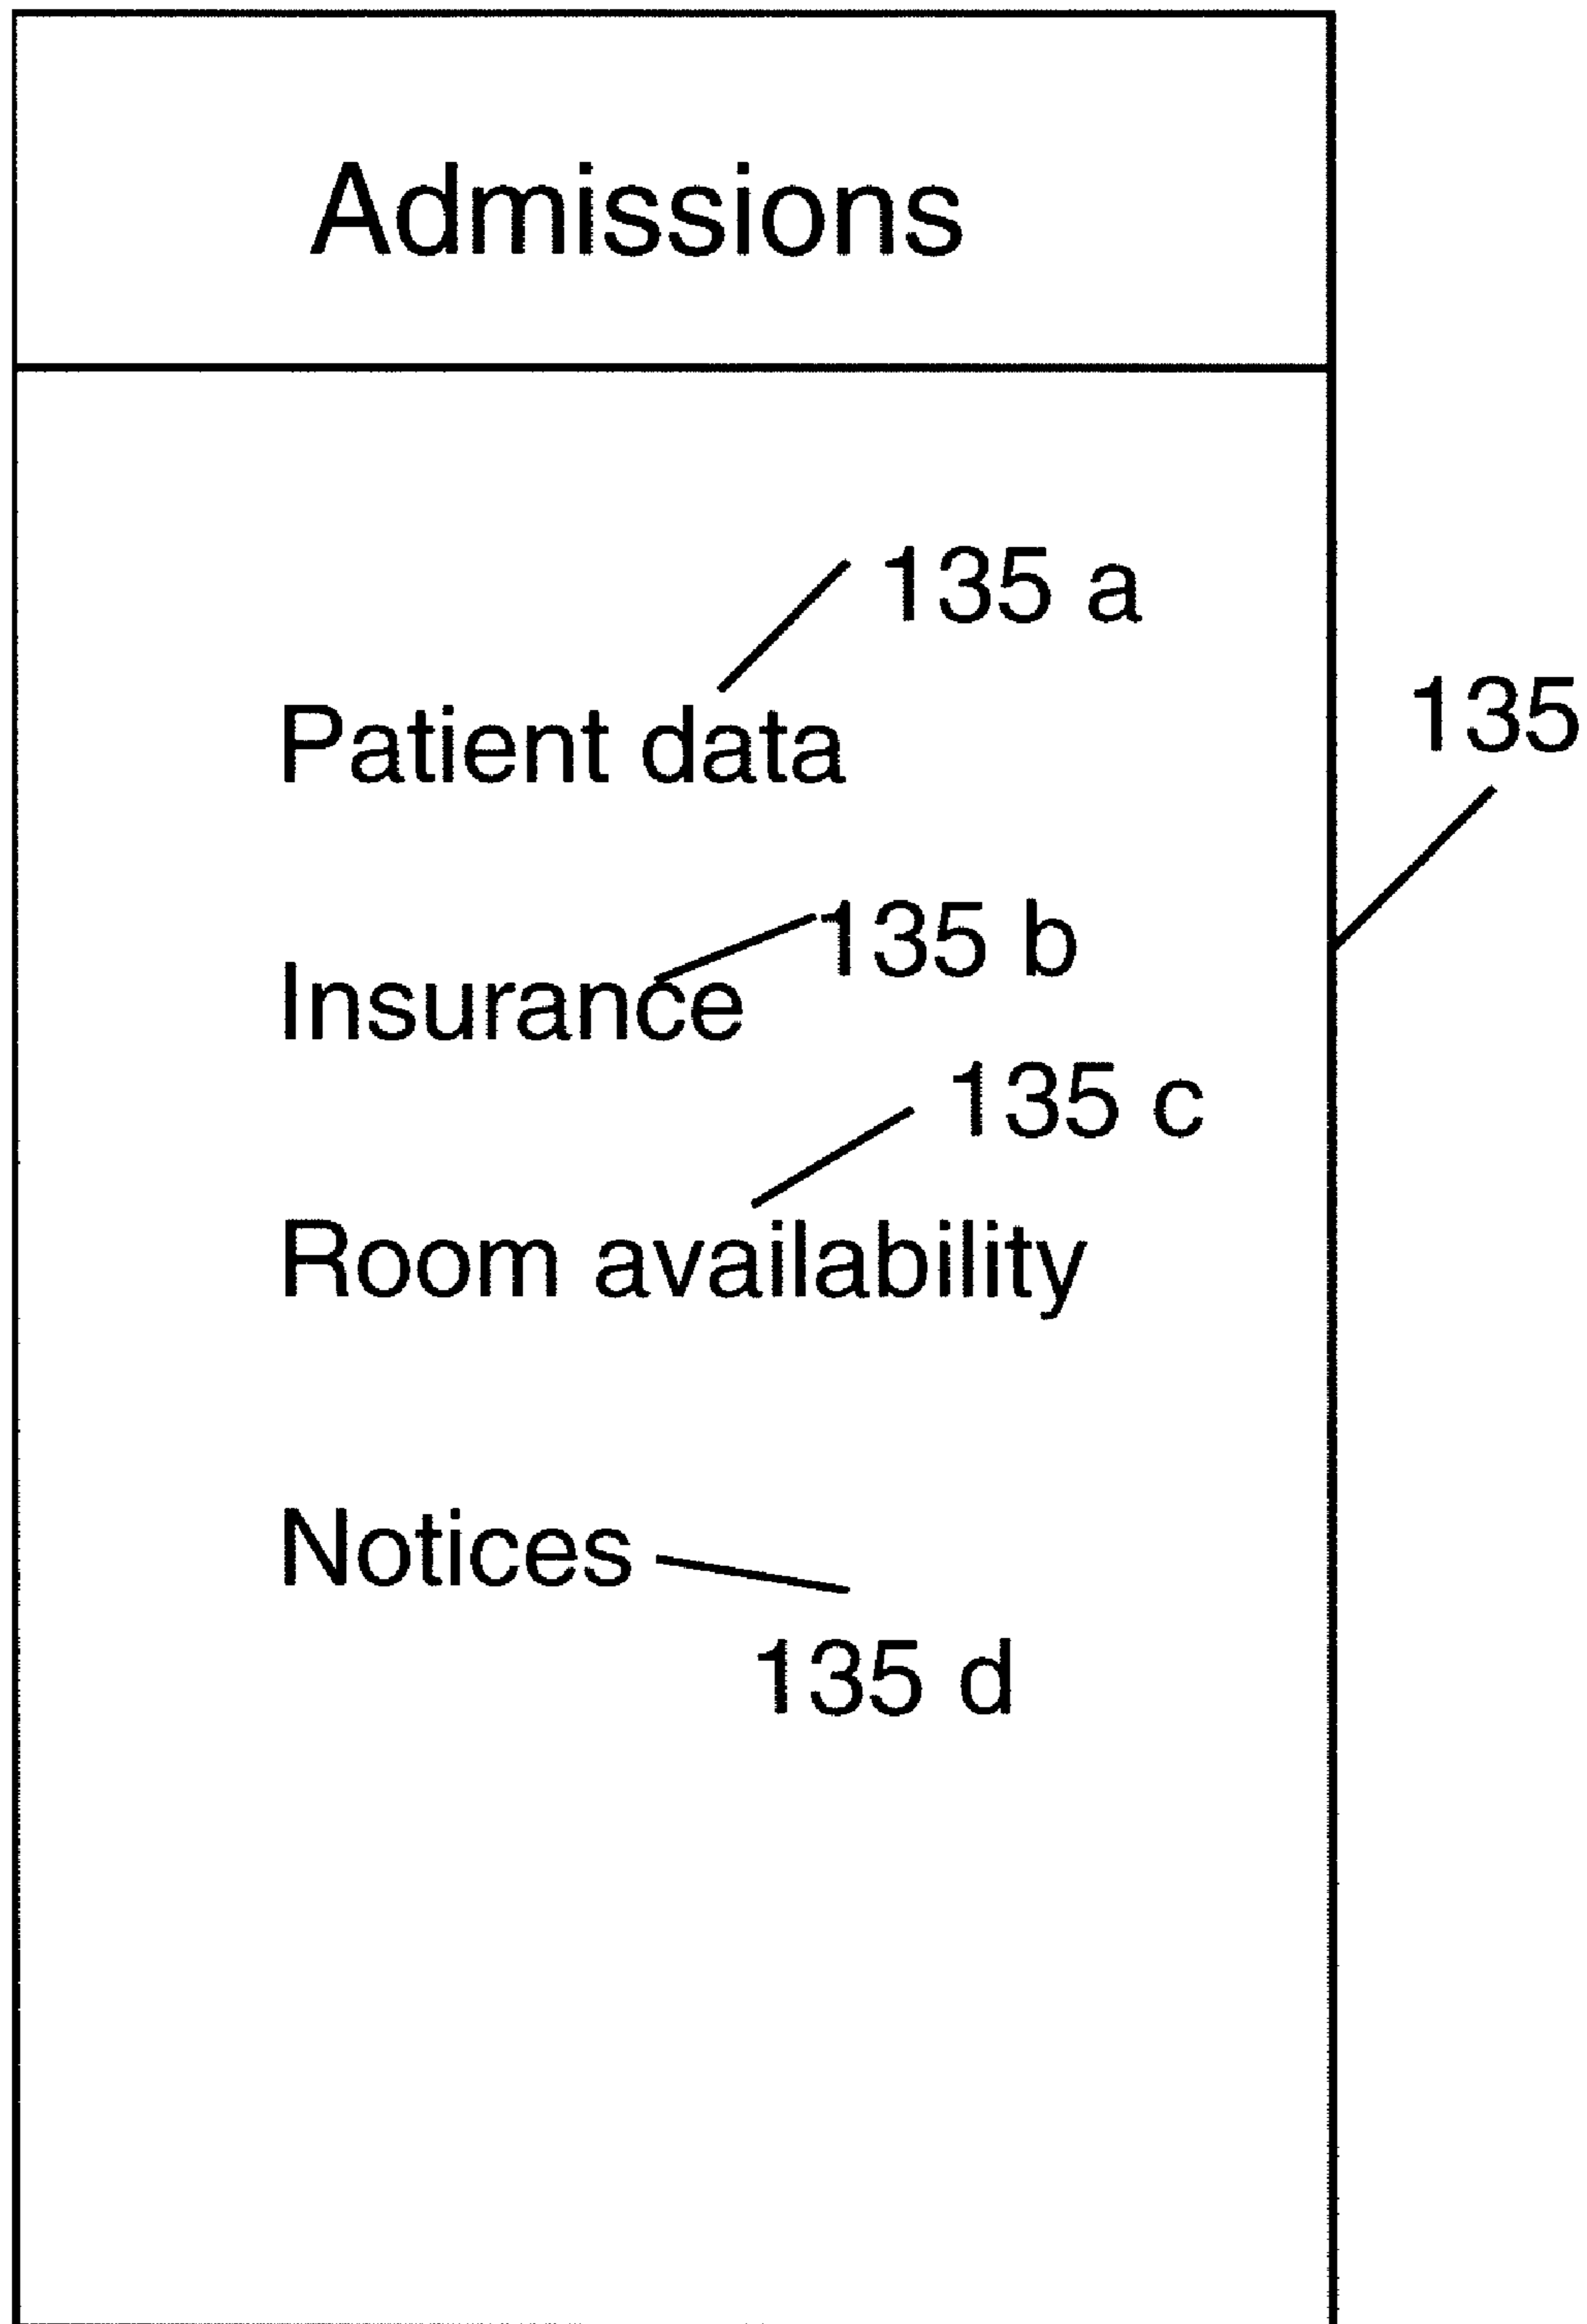 Admissions
135 a
135
Patient data
135 b
Insurance
135 c
Room availability
Notices
135 d